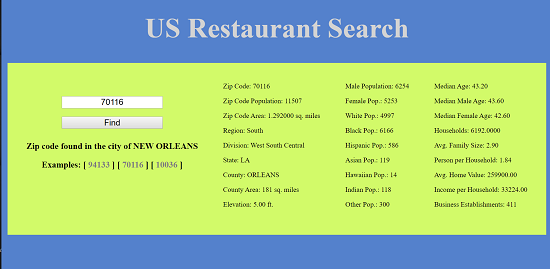 US Restaurant Search
70116
Find
Zip code found in the city of NEW ORLEANS
Examples: [ 94133 ] [ 70116 ] [ 10036 ]
Zip Code: 70116
Zip Code Population: 11507
Zip Code Area: 1.292000 sq. miles
Region: South
Division: West South Central
State: LA
County: ORLEANS
County Area: 181 sq. miles
Elevation: 5.00 ft.
Male Population: 6254
Female Pop.: 5253
White Pop.: 4997
Black Pop.: 6166
Hispanic Pop.: 586
Asian Pop.: 119
Hawaiian Pop.: 14
Indian Pop.: 118
Other Pop.: 300
Median Age: 43.20
Median Male Age: 43.60
Median Female Age: 42.60
Households: 6192.0000
Avg. Family Size: 2.90
Person per Household: 1.84
Avg. Home Value: 259900.00
Income per Household: 33224.00
Business Establishments: 411